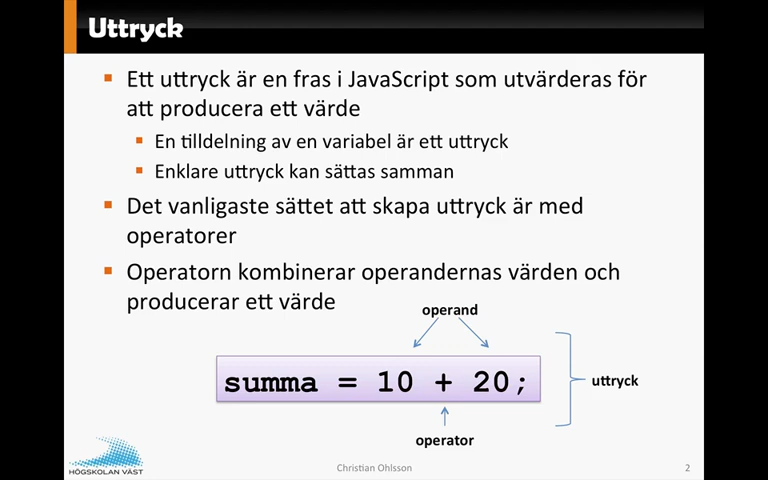 Uttryck
Ett uttryck är en fras i JavaScript som utvärderas för
att producera ett värde
En tilldelning av en variabel är ett uttryck
Enklare uttryck kan sättas samman
Det vanligaste sättet att skapa uttryck är med
operatorer
Operatorn kombinerar operandernas värden och
producerar ett värde
operand
summa = 10 + 20;
uttryck
operator
HÖGSKOLAN VÄST
Christian Ohlsson
2